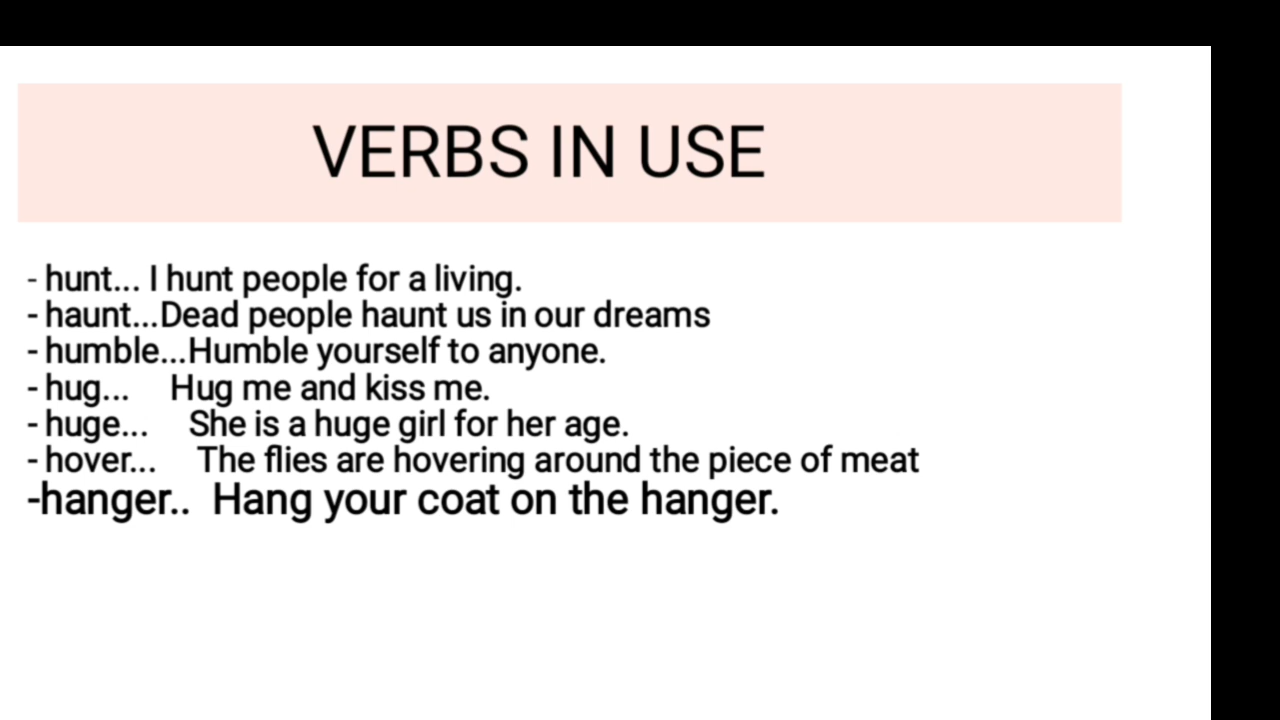 VERBS IN USE
- hunt... I hunt people for a living.
- haunt...Dead people haunt us in our dreams
- humble...Humble yourself to anyone.
- hug... Hug me and kiss me.
- huge... She is a huge girl for her age.
- hover... The flies are hovering around the piece of meat
-hanger.. Hang your coat on the hanger.